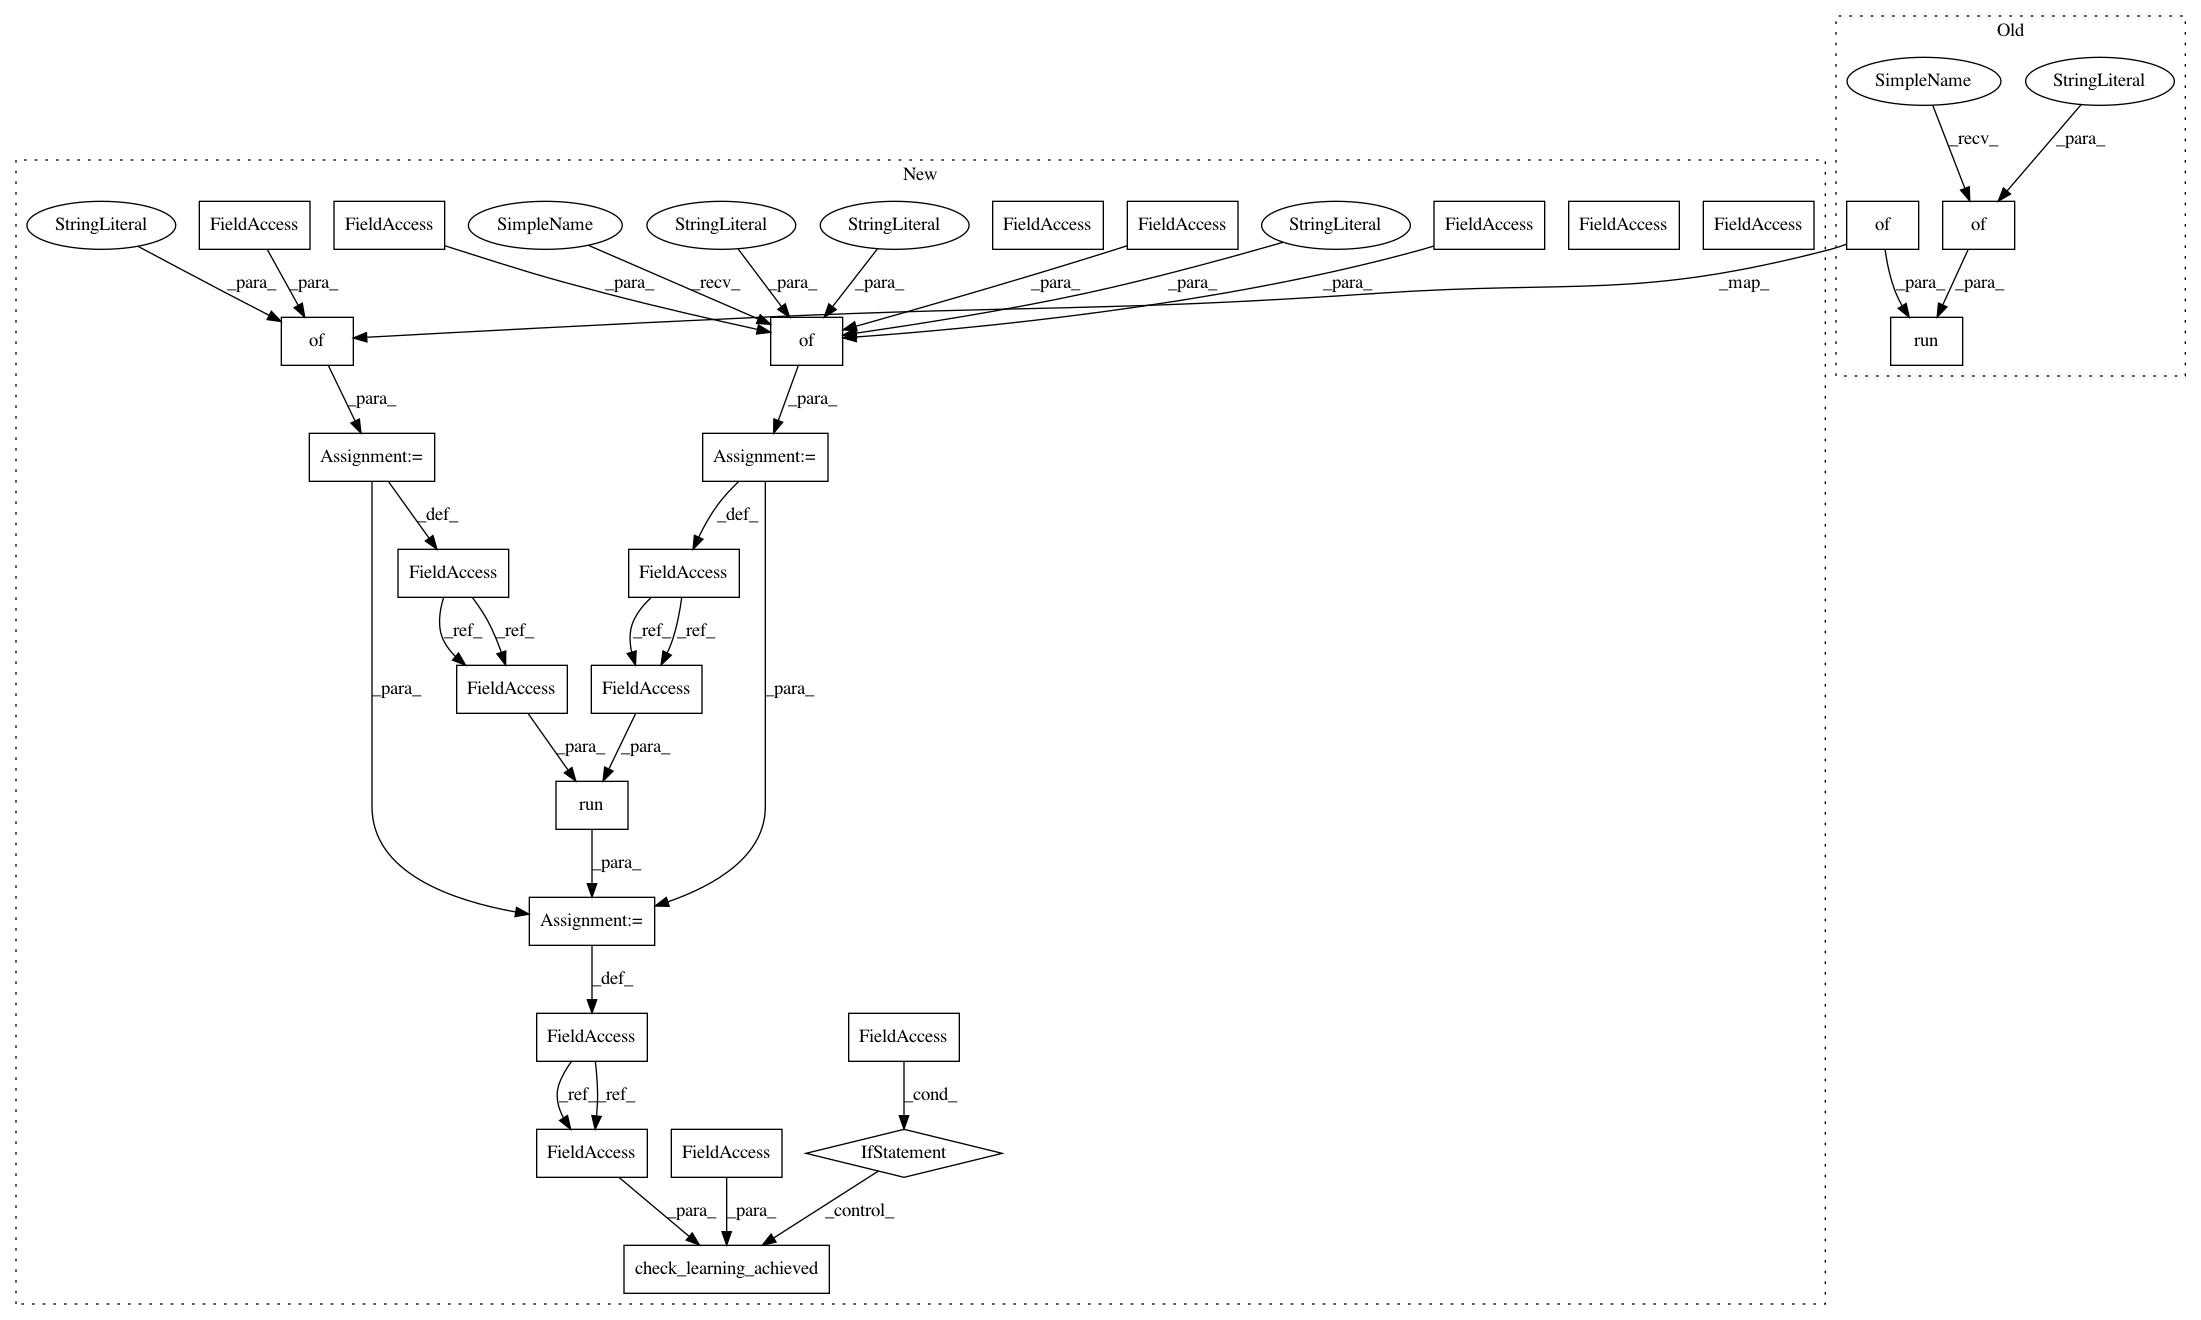 Old
SimpleName
StringLiteral
_recv_
_para_
New
StringLiteral
FieldAccess
FieldAccess
SimpleName
StringLiteral
StringLiteral
FieldAccess
FieldAccess
StringLiteral
FieldAccess
FieldAccess
FieldAccess
of
of
_para_
_para_
_para_
_recv_
_para_
_para_
_para_
_para_
_para_
_map_
_para_
_para_
of
of
run
_para_
_para_
Assignment:=
Assignment:=
_def_
_def_
FieldAccess
FieldAccess
_ref_
_ref_
_ref_
_ref_
_para_
FieldAccess
FieldAccess
_para_
_para_
_para_
run
_para_
Assignment:=
_def_
FieldAccess
FieldAccess
_ref_
_ref_
_cond_
FieldAccess
FieldAccess
IfStatement
_para_
_para_
_control_
check_learning_achieved